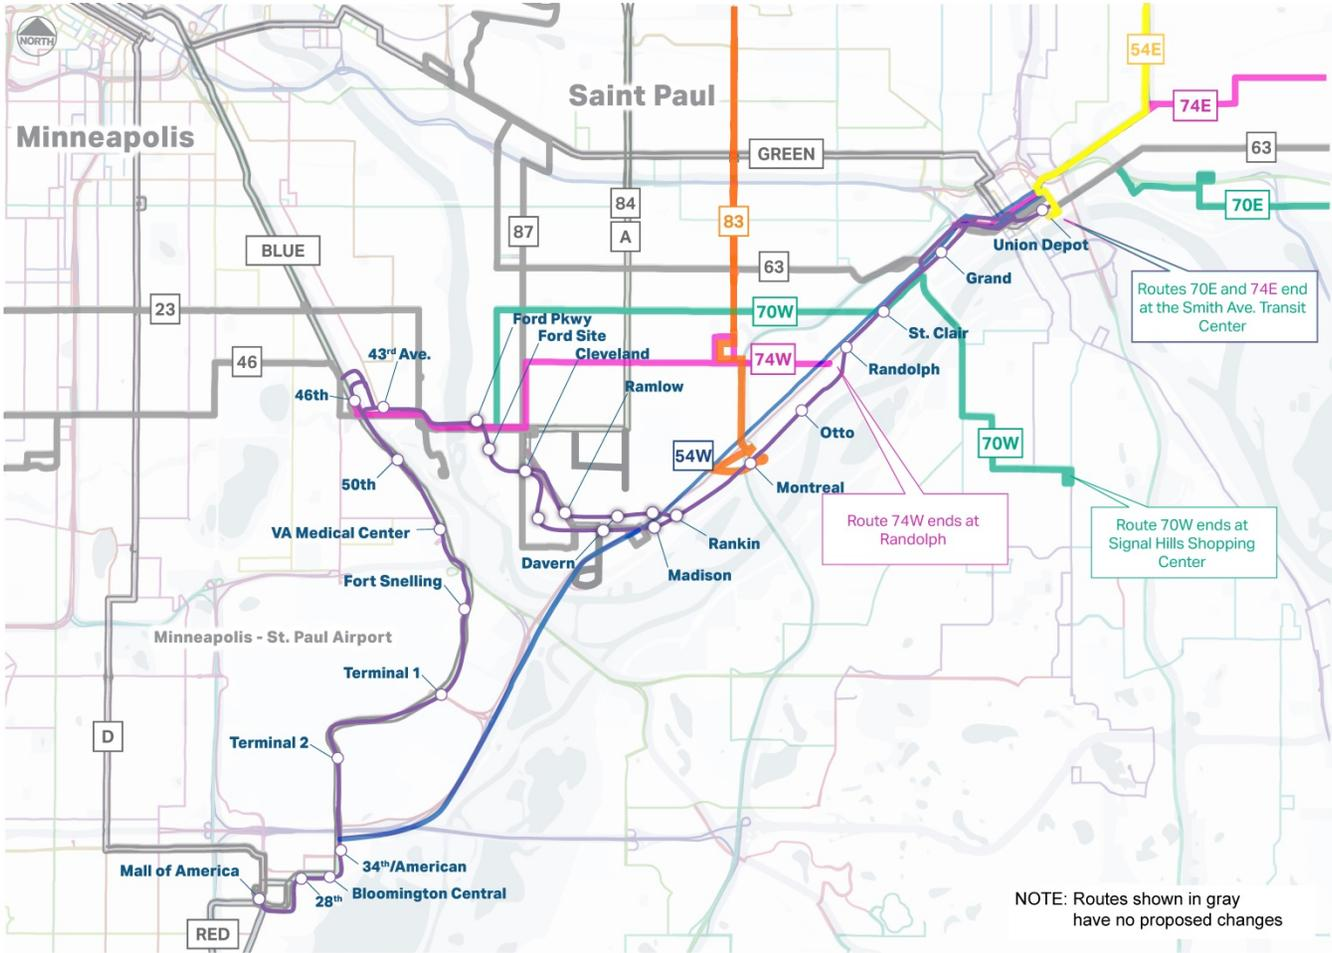 NORTH
Minneapolis
Saint Paul
54E
74E
GREEN
63
84
A
83
87
70E
BLUE
Union Depot
63
Grand
Routes 70E and 74E end
at the Smith Ave. Transit
Center
23
70W
Ford Pkwy
Ford Site
St. Clair
43rd Ave.
Cleveland
46
74W
Randolph
Ramlow
46th
Otto
70W
54W
50th
Montreal
Route 74W ends at
Randolph
Route 70W ends at
Signal Hills Shopping
Center
VA Medical Center
Rankin
Davern
Madison
Fort Snelling
Minneapolis - St. Paul Airport
Terminal 1
D
Terminal 2
Mall of America
34th/American
Bloomington Central
28th
NOTE: Routes shown in gray
have no proposed changes
RED